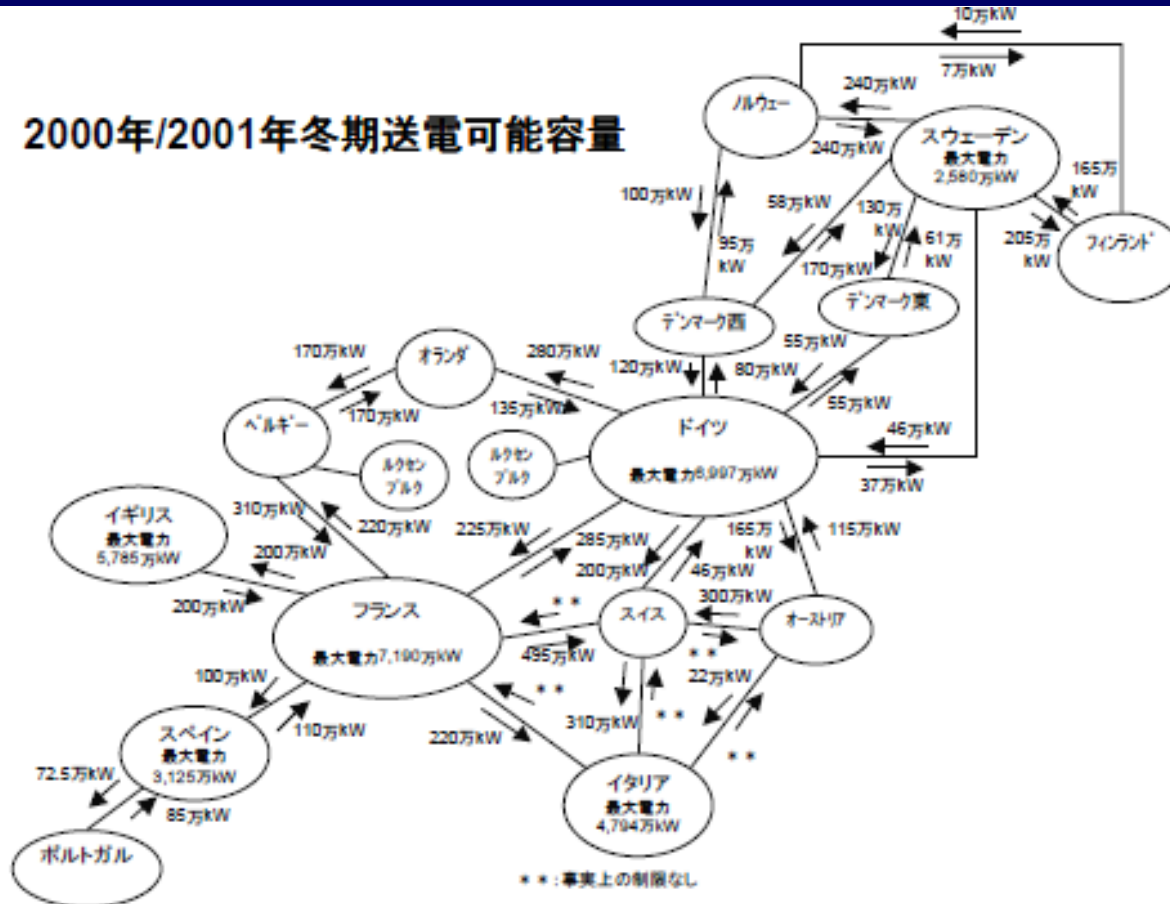 10万kW
7万kW
2000年/2001年冬期送電可能容量
ﾉﾙｳｪｰ
240万kW
240万kW
スウェーデン
最大電力
2,580万kW
165万
kW
205万
kW
ﾌｨﾝﾗﾝﾄﾞ
100万kW
95万
kW
58万kW
170万kW
130万
kW
61万
kW
ﾃﾞﾝﾏｰｸ西
ﾃﾞﾝﾏｰｸ東
170万kW
170万kW
ｵﾗﾝﾀﾞ
280万kW
135万kW
120万kW
80万kW
55万kW
55万kW
ﾍﾞﾙｷﾞｰ
ﾙｸｾﾝ
ﾌﾞﾙｸ
ﾙｸｾﾝ
ﾌﾞﾙｸ
ドイツ
最大電力6,997万kW
46万kW
37万kW
イギリス
最大電力
5,785万kW
310万kW
220万kW
225万kW
285万kW
200万kW
46万kW
165万
kW
115万kW
200万kW
200万kW
フランス
最大電力7,190万kW
＊＊
495万kW
スイス
300万kW
＊＊
ｵｰｽﾄﾘｱ
100万kW
110万kW
＊＊
220万kW
310万kW
＊＊
22万kW
＊＊
スペイン
最大電力
3,125万kW
72.5万kW
85万kW
ポルトガル
イタリア
最大電力
4,794万kW
＊＊:事実上の制限なし